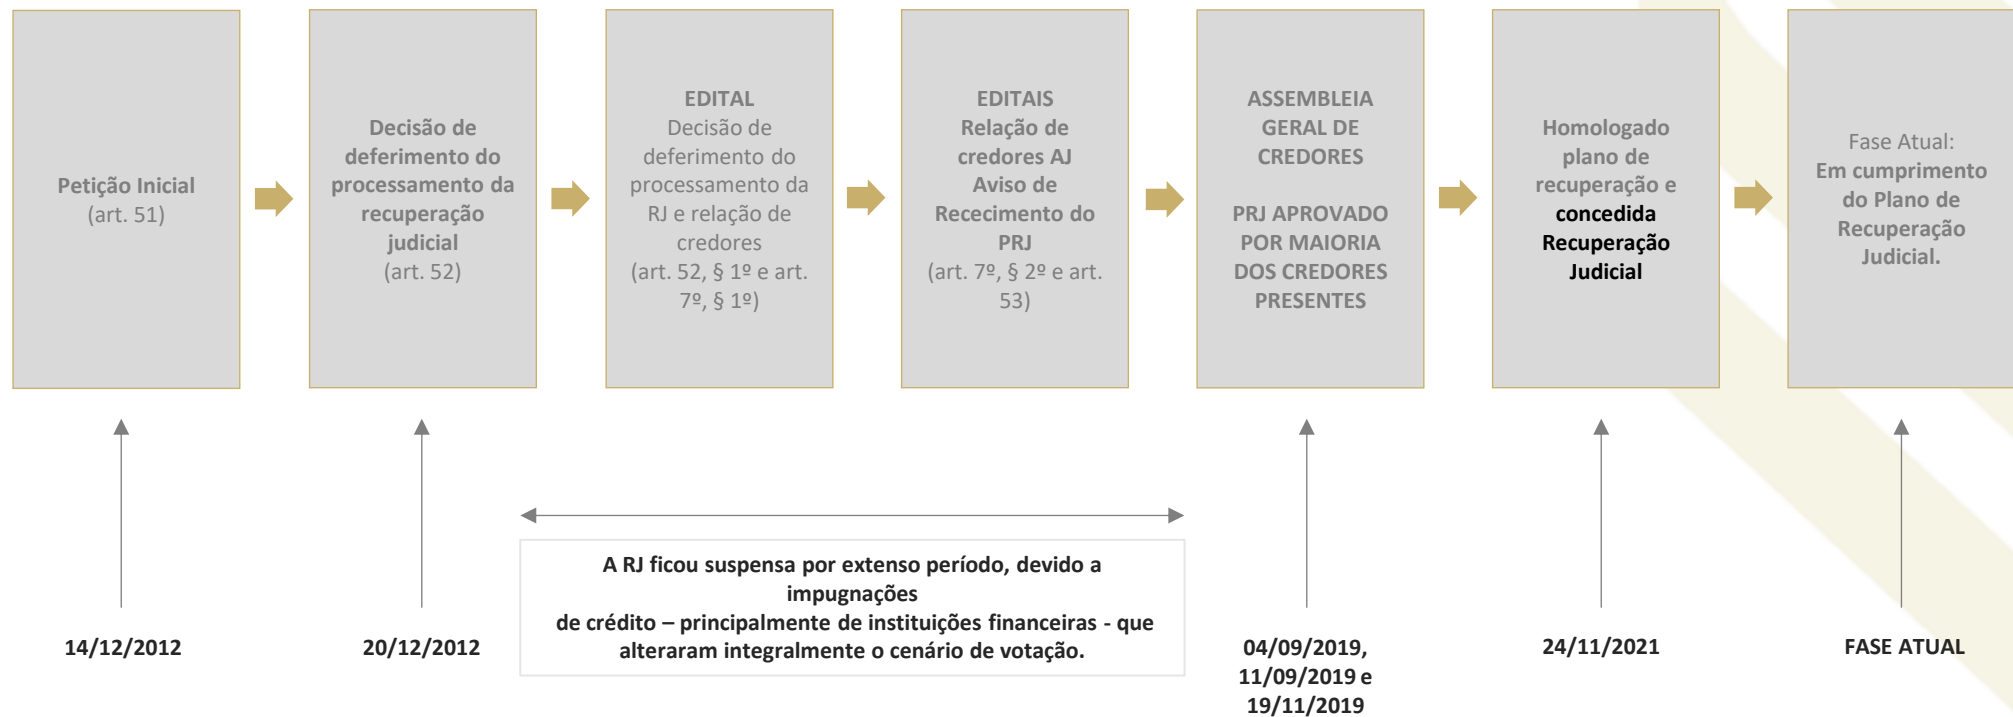 Petição Inicial
(art. 51)
Decisão de
deferimento do
processamento da
recuperação
judicial
(art. 52)
EDITAL
Decisão de
deferimento do
processamento da
RJ e relação de
credores
(art. 52, § 1º e art.
7º, § 1º)
EDITAIS
Relação de
credores AJ
Aviso de
Rececimento do
PRJ
(art. 7º, § 2º e art.
53)
ASSEMBLEIA
GERAL DE
CREDORES
PRJ APROVADO
POR MAIORIA
DOS CREDORES
PRESENTES
Homologado
plano de
recuperação e
concedida
Recuperação
Judicial
Fase Atual:
Em cumprimento
do Plano de
Recuperação
Judicial.
A RJ ficou suspensa por extenso período, devido a
impugnações
de crédito – principalmente de instituições financeiras - que
alteraram integralmente o cenário de votação.
14/12/2012
20/12/2012
04/09/2019,
11/09/2019 e
19/11/2019
24/11/2021
FASE ATUAL